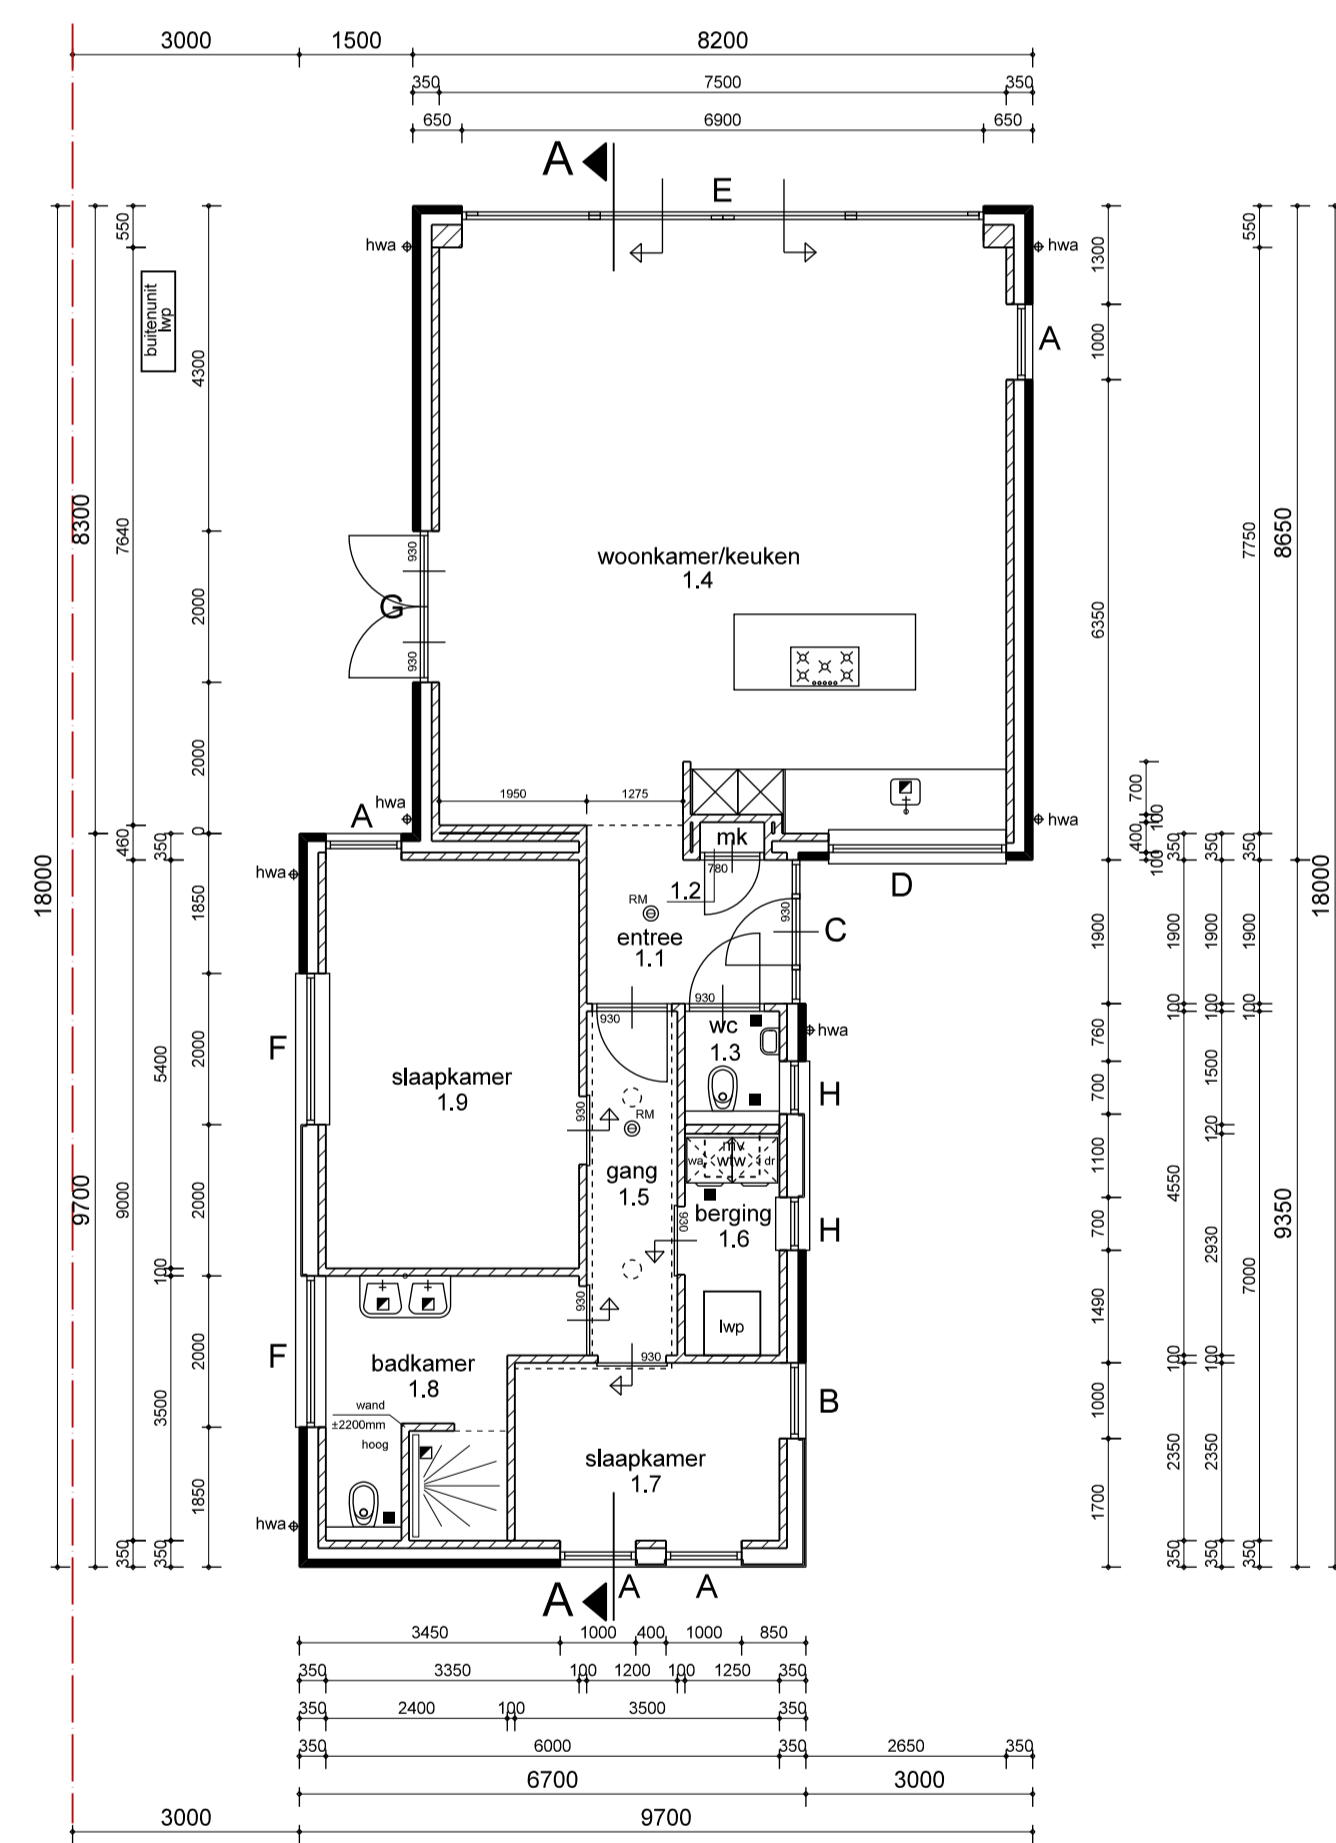 3000 1500 8200
350 7500 350
650 6900 650
A E
hwa hwa
550 1300 550
buitenunit
lwp
4300 1000 A
8300 7640 7750 8650
woonkamer/keuken
1.4
930
G 2000 6350
930
2000 700
1950 1275
hwa hwa
A mk 100
460 350 0 400 350 350 350
780 100
D
18000 18000
hwa 1.2
RM 930
1850 entree C 1900 1900 1900 1900
1.1
930 930 100 100 100
wc hwa 760
1.3
F 2000 5400 1500
slaapkamer 700 H
1.9 930 RM
120
mv
wa wtw dr 1100
gang 4550
1.5
9700 9000 2000 berging H 700 9350
1.6 930
2930
7000
100 1490
930 lwp
F 2000 badkamer 930 100 100
1.8
B 1000
3500 wand
±2200mm
hoog
slaapkamer 2350 2350
1.7
1850 1700
hwa
350 350 350 350 350
A A A
3450 1000 400 1000 850
350 3350 100 1200 100 1250 350
350 2400 100 3500 350
350 6000 350 2650 350
6700 3000
3000 9700